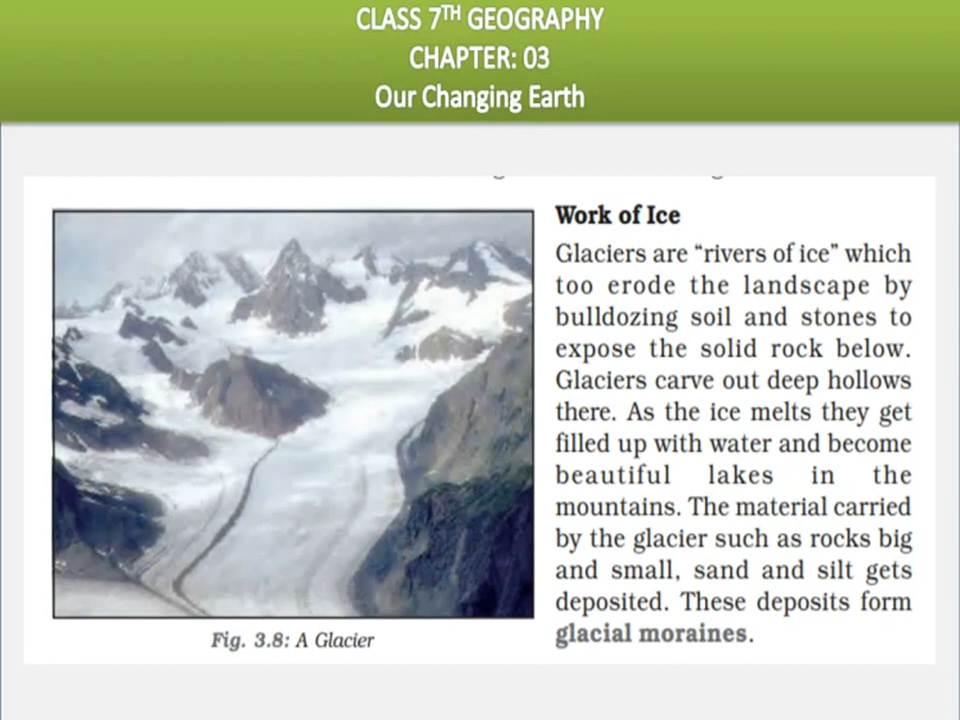 CLASS 7TH GEOGRAPHY
CHAPTER: 03
Our Changing Earth
Work of Ice
Glaciers are “rivers of ice” which
too erode the landscape by
bulldozing soil and stones to
expose the solid rock below.
Glaciers carve out deep hollows
there. As the ice melts they get
filled up with water and become
beautiful lakes in the
mountains. The material carried
by the glacier such as rocks big
and small, sand and silt gets
deposited. These deposits form
glacial moraines.
Fig. 3.8: A Glacier